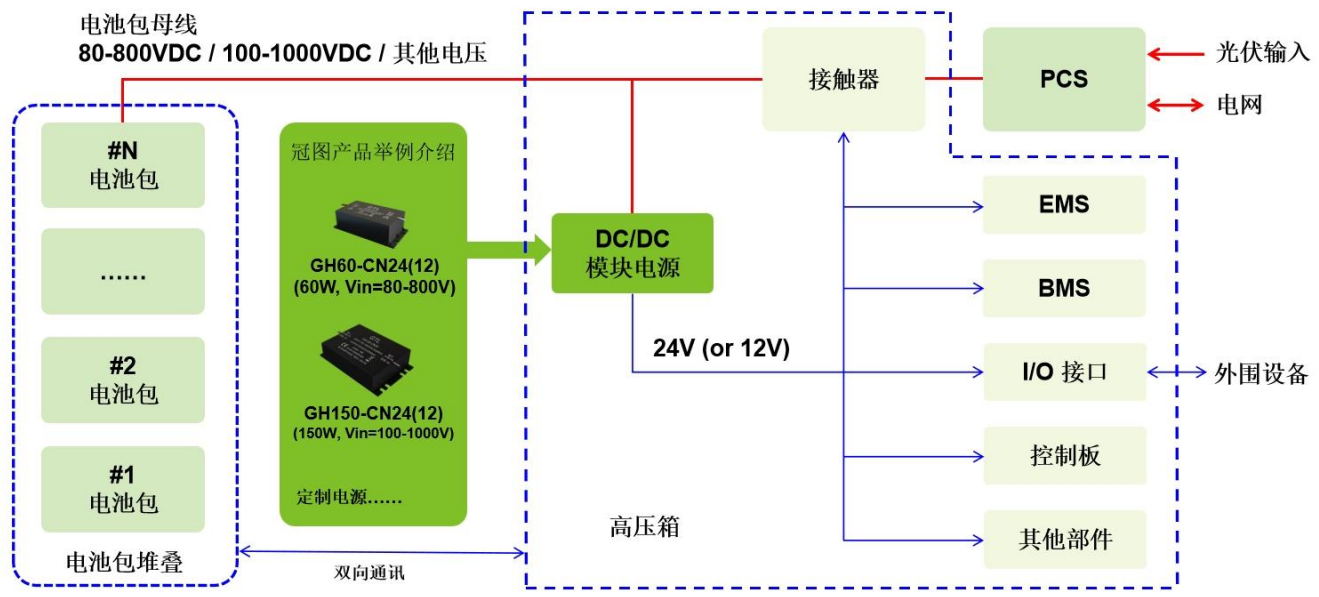 电池包母线
80-800VDC / 100-1000VDC / 其他电压
#N
电池包
……
#2
电池包
#1
电池包
电池包堆叠
冠图产品举例介绍
GH60-CN24(12)
(60W, Vin=80-800V)
GH150-CN24(12)
(150W, Vin=100-1000V)
定制电源……
双向通讯
DC/DC
模块电源
24V (or 12V)
高压箱
接触器
PCS
光伏输入
电网
EMS
BMS
I/O 接口
外围设备
控制板
其他部件